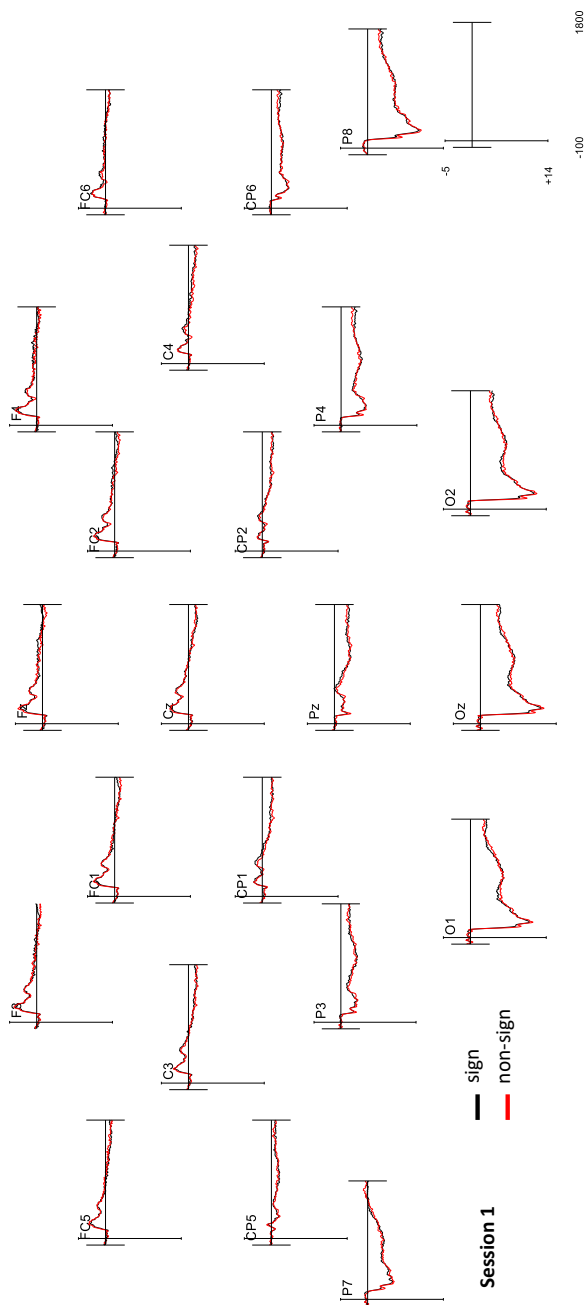 F3
Fz
F4
FC5
FC1
FC2
FC6
C3
Cz
C4
CP5
CP1
CP2
CP6
P7
P3
Pz
P4
P8
O1
Oz
O2
Session 1
sign
non-sign
-5
+14
-100
1800